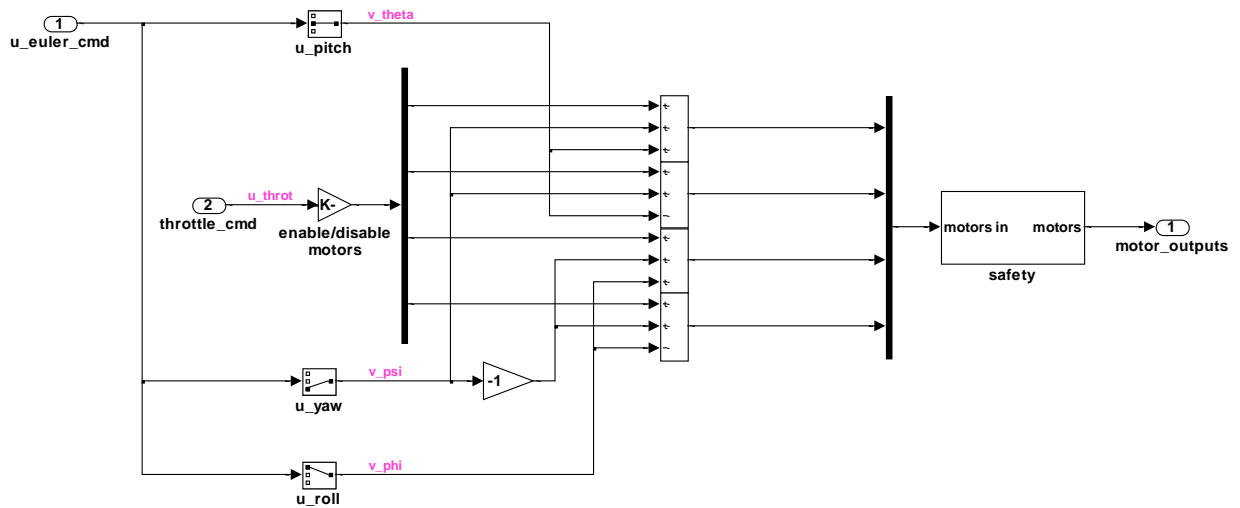 1
u_euler_cmd
v_theta
u_pitch
+
+
+
+
+
−
2
throttle_cmd
u_throt
K-
enable/disable
motors
+
+
+
+
+
−
motors in
motors
safety
1
motor_outputs
v_psi
u_yaw
-1
v_phi
u_roll